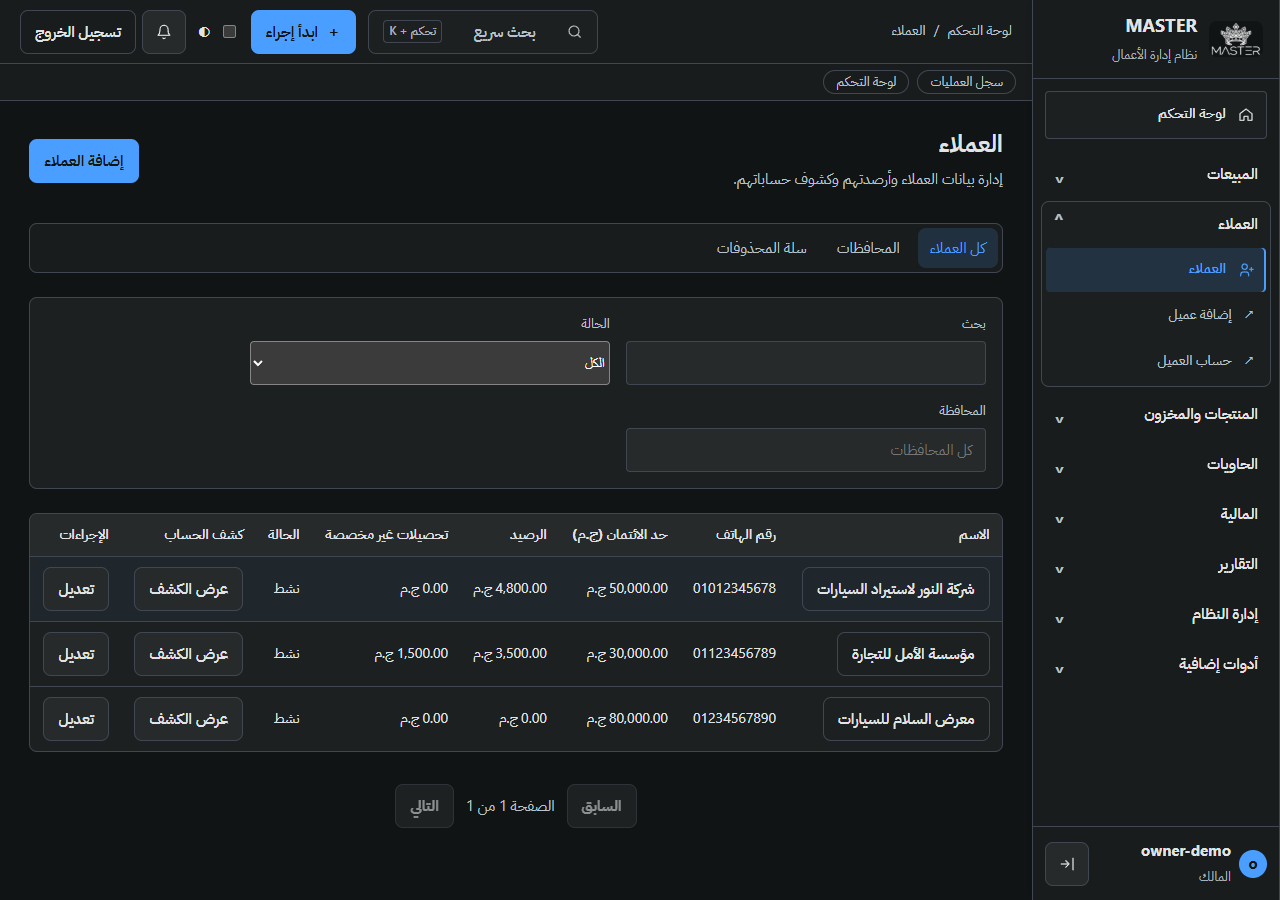 MASTER
MASTER
نظام إدارة الأعمال
لوحة التحكم
المبيعات
العملاء
العملاء
إضافة عميل
حساب العميل
المنتجات والمخزون
الحاويات
المالية
التقارير
إدارة النظام
أدوات إضافية
owner-demo
المالك
o
لوحة التحكم / العملاء
بحث سريع
تحكم + K
+ ابدأ إجراء
تسجيل الخروج
سجل العمليات
لوحة التحكم
العملاء
إدارة بيانات العملاء وأرصدتهم وكشوف حساباتهم.
إضافة العملاء
كل العملاء
المحافظات
سلة المحذوفات
بحث
الحالة
الكل
المحافظة
كل المحافظات
الاسم رقم الهاتف حد الائتمان (ج.م) الرصيد تحصيلات غير مخصصة الحالة كشف الحساب الإجراءات
شركة النور لاستيراد السيارات 01012345678 50,000.00 ج.م 4,800.00 ج.م 0.00 ج.م نشط عرض الكشف تعديل
مؤسسة الأمل للتجارة 01123456789 30,000.00 ج.م 3,500.00 ج.م 1,500.00 ج.م نشط عرض الكشف تعديل
معرض السلام للسيارات 01234567890 80,000.00 ج.م 0.00 ج.م 0.00 ج.م نشط عرض الكشف تعديل
السابق الصفحة 1 من 1 التالي